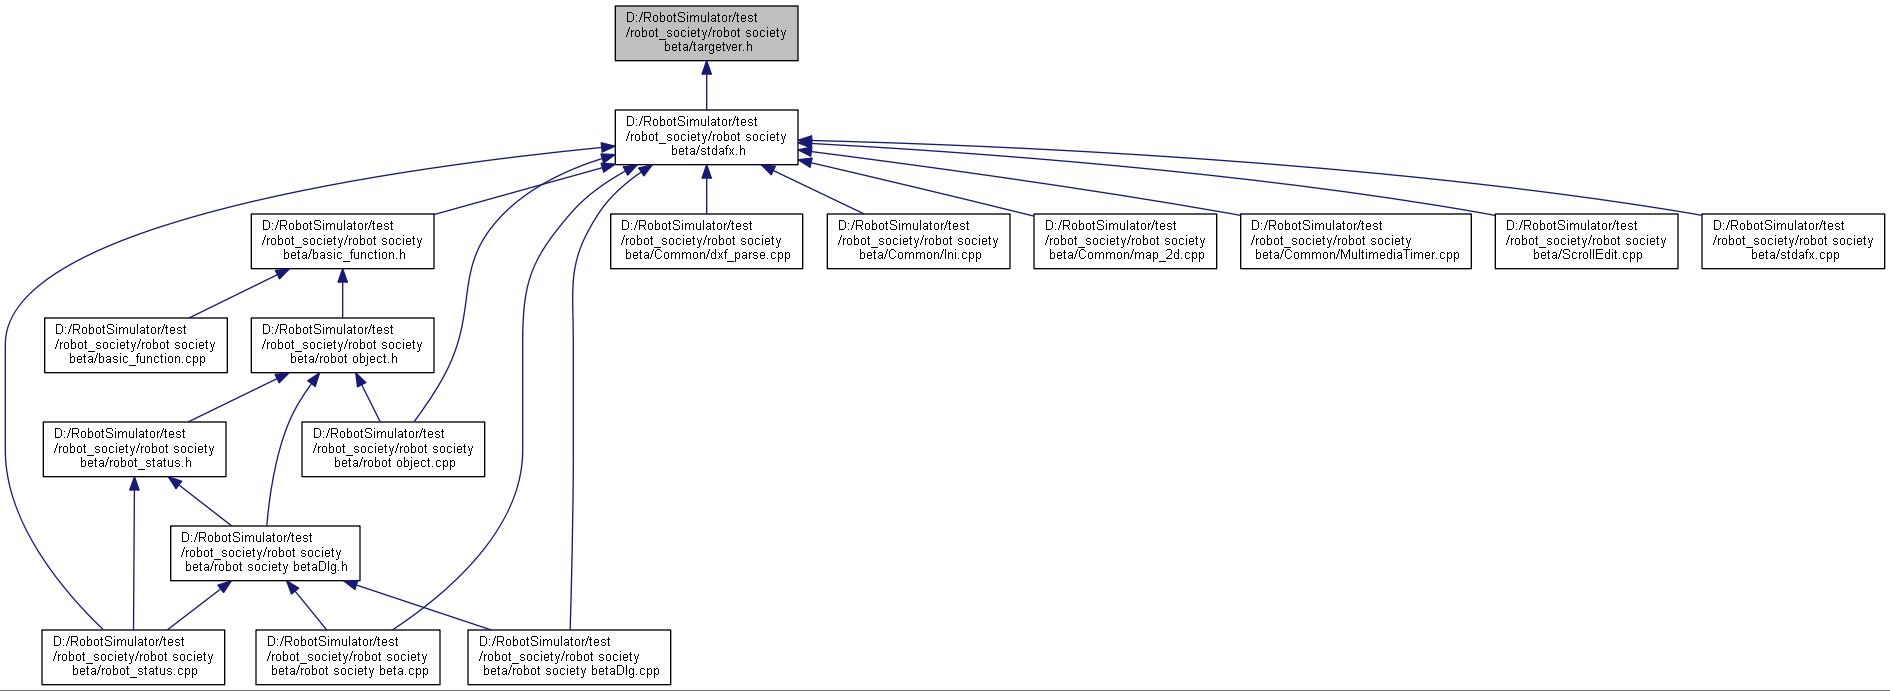 D:/RobotSimulator/test
/robot_society/robot society
beta/targetver.h
D:/RobotSimulator/test
/robot_society/robot society
beta/stdafx.h
D:/RobotSimulator/test
/robot_society/robot society
beta/basic_function.h
D:/RobotSimulator/test
/robot_society/robot society
beta/Common/dxf_parse.cpp
D:/RobotSimulator/test
/robot_society/robot society
beta/Common/Ini.cpp
D:/RobotSimulator/test
/robot_society/robot society
beta/Common/map_2d.cpp
D:/RobotSimulator/test
/robot_society/robot society
beta/Common/MultimediaTimer.cpp
D:/RobotSimulator/test
/robot_society/robot society
beta/ScrollEdit.cpp
D:/RobotSimulator/test
/robot_society/robot society
beta/stdafx.cpp
D:/RobotSimulator/test
/robot_society/robot society
beta/basic_function.cpp
D:/RobotSimulator/test
/robot_society/robot society
beta/robot object.h
D:/RobotSimulator/test
/robot_society/robot society
beta/robot_status.h
D:/RobotSimulator/test
/robot_society/robot society
beta/robot object.cpp
D:/RobotSimulator/test
/robot_society/robot society
beta/robot society betaDlg.h
D:/RobotSimulator/test
/robot_society/robot society
beta/robot_status.cpp
D:/RobotSimulator/test
/robot_society/robot society
beta/robot society beta.cpp
D:/RobotSimulator/test
/robot_society/robot society
beta/robot society betaDlg.cpp